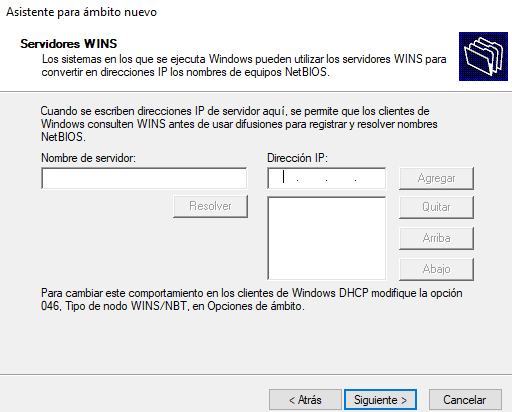 Asistente para ámbito nuevo
Servidores WINS
Los sistemas en los que se ejecuta Windows pueden utilizar los servidores WINS para
convertir en direcciones IP los nombres de equipos NetBIOS.
Cuando se escriben direcciones IP de servidor aquí, se permite que los clientes de
Windows consulten WINS antes de usar difusiones para registrar y resolver nombres
NetBIOS.
Nombre de servidor:
Dirección IP:
. . .
Agregar
Resolver
Quitar
Arriba
Abajo
Para cambiar este comportamiento en los clientes de Windows DHCP modifique la opción
046, Tipo de nodo WINS/NBT, en Opciones de ámbito.
< Atrás
Siguiente >
Cancelar